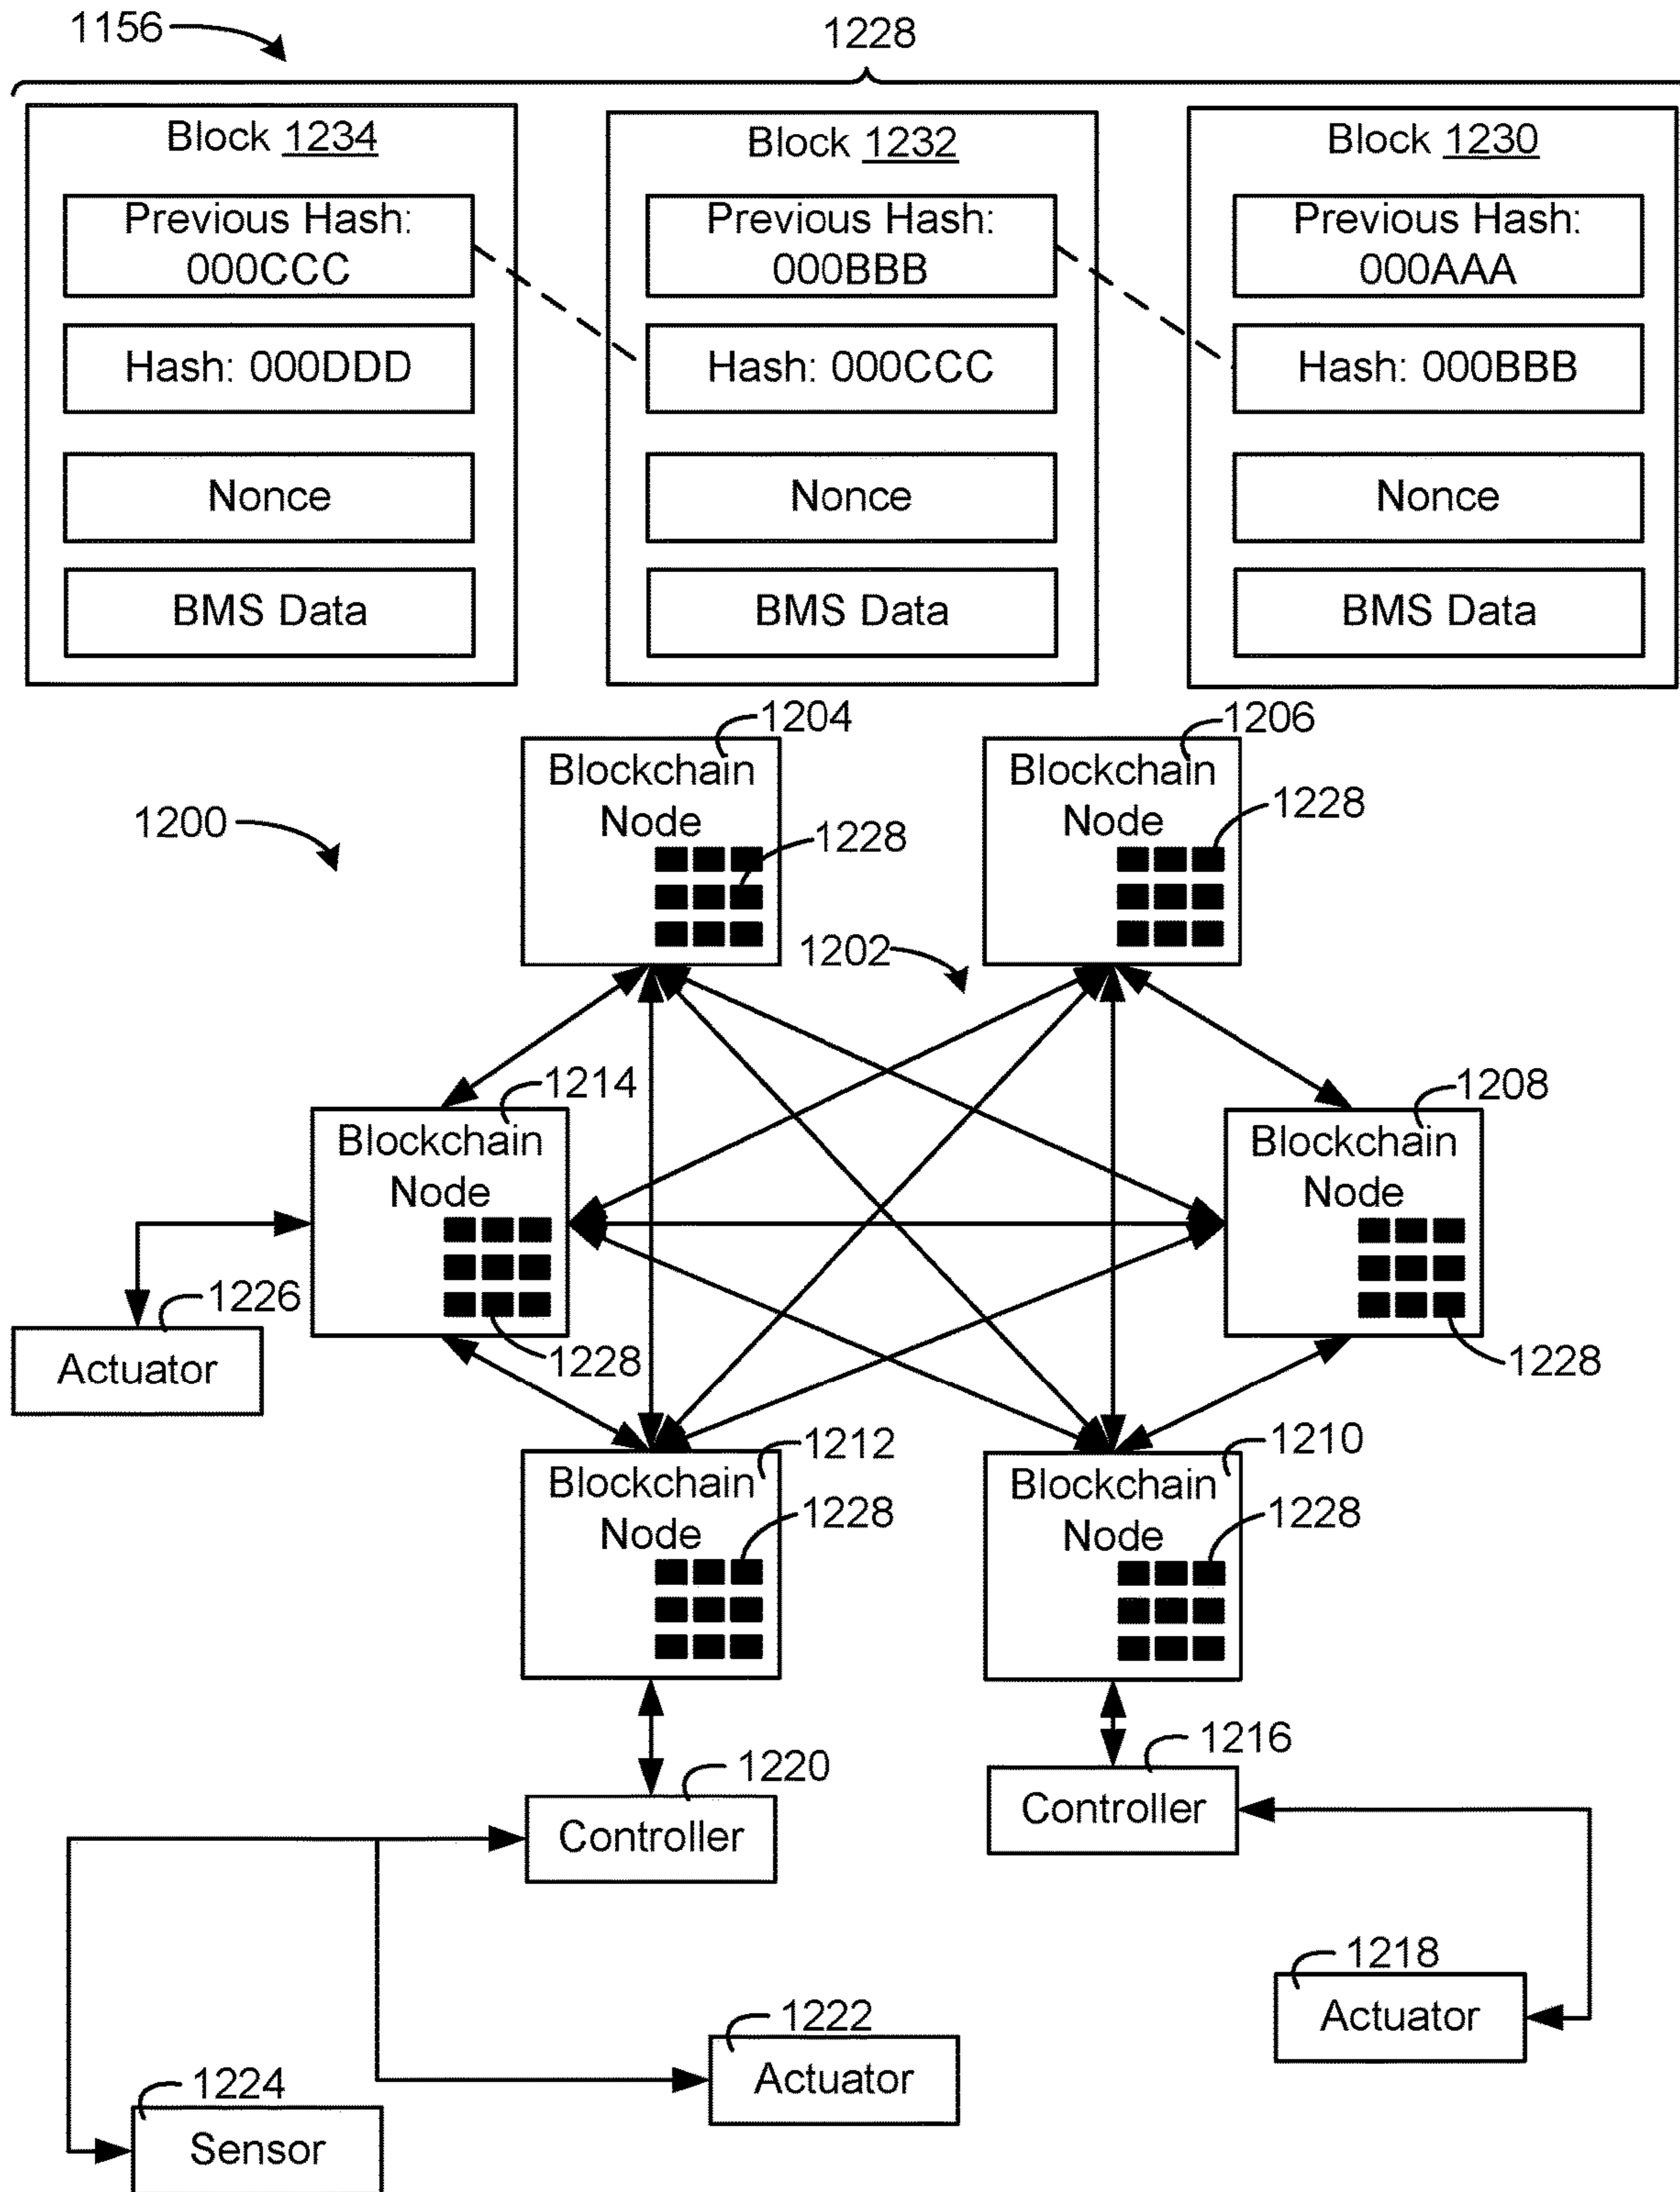 1156
1228
Block 1234
Previous Hash:
000CCC
Hash: 000DDD
Nonce
BMS Data
Block 1232
Previous Hash:
000BBB
Hash: 000CCC
Nonce
BMS Data
Block 1230
Previous Hash:
000AAA
Hash: 000BBB
Nonce
BMS Data
1204
Blockchain
Node
1228
1206
Blockchain
Node
1228
1200
1202
1214
Blockchain
Node
1228
1208
Blockchain
Node
1228
1226
Actuator
1212
Blockchain
Node
1228
1210
Blockchain
Node
1228
1220
Controller
1216
Controller
1218
Actuator
1222
Actuator
1224
Sensor